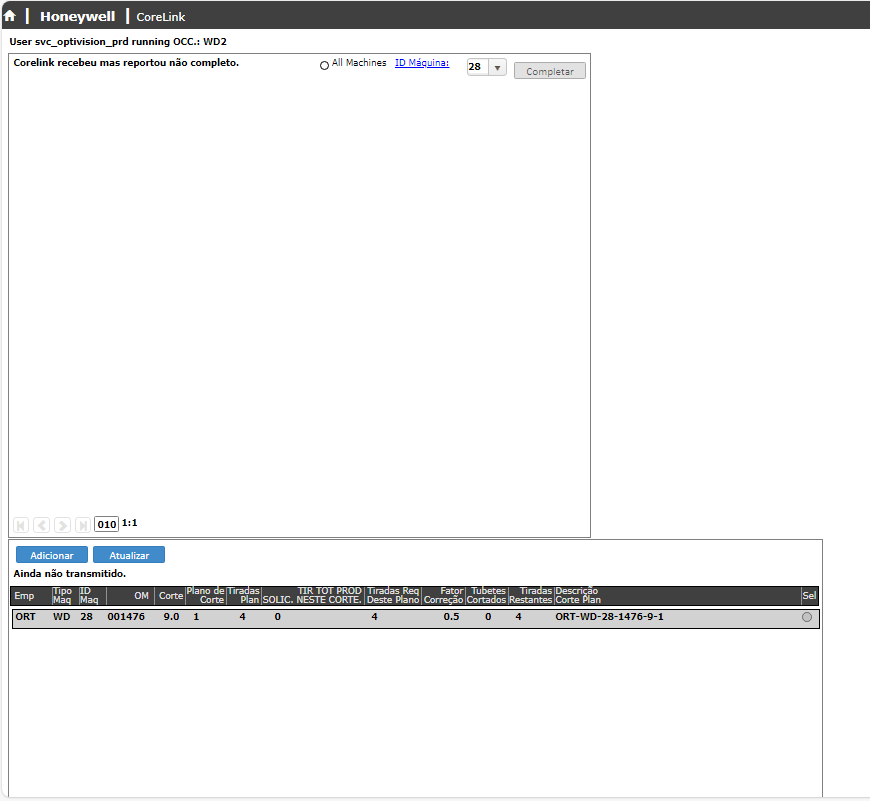 Honeywell CoreLink
User svc_optivision_prd running OCC.: WD2
Corelink recebeu mas reportou não completo. All Machines ID Máquina: 28 Completar
010 1:1
Adicionar Atualizar
Ainda não transmitido.
Emp Tipo Maq ID Maq OM Corte Plano de Corte Tiradas Plan SOLIC. TIR TOT PROD NESTE CORTE. Tiradas Req Deste Plano Fator Correção Tubetes Cortados Tiradas Restantes Descrição Corte Plan Sel
ORT WD 28 001476 9.0 1 4 0 4 0.5 0 4 ORT-WD-28-1476-9-1